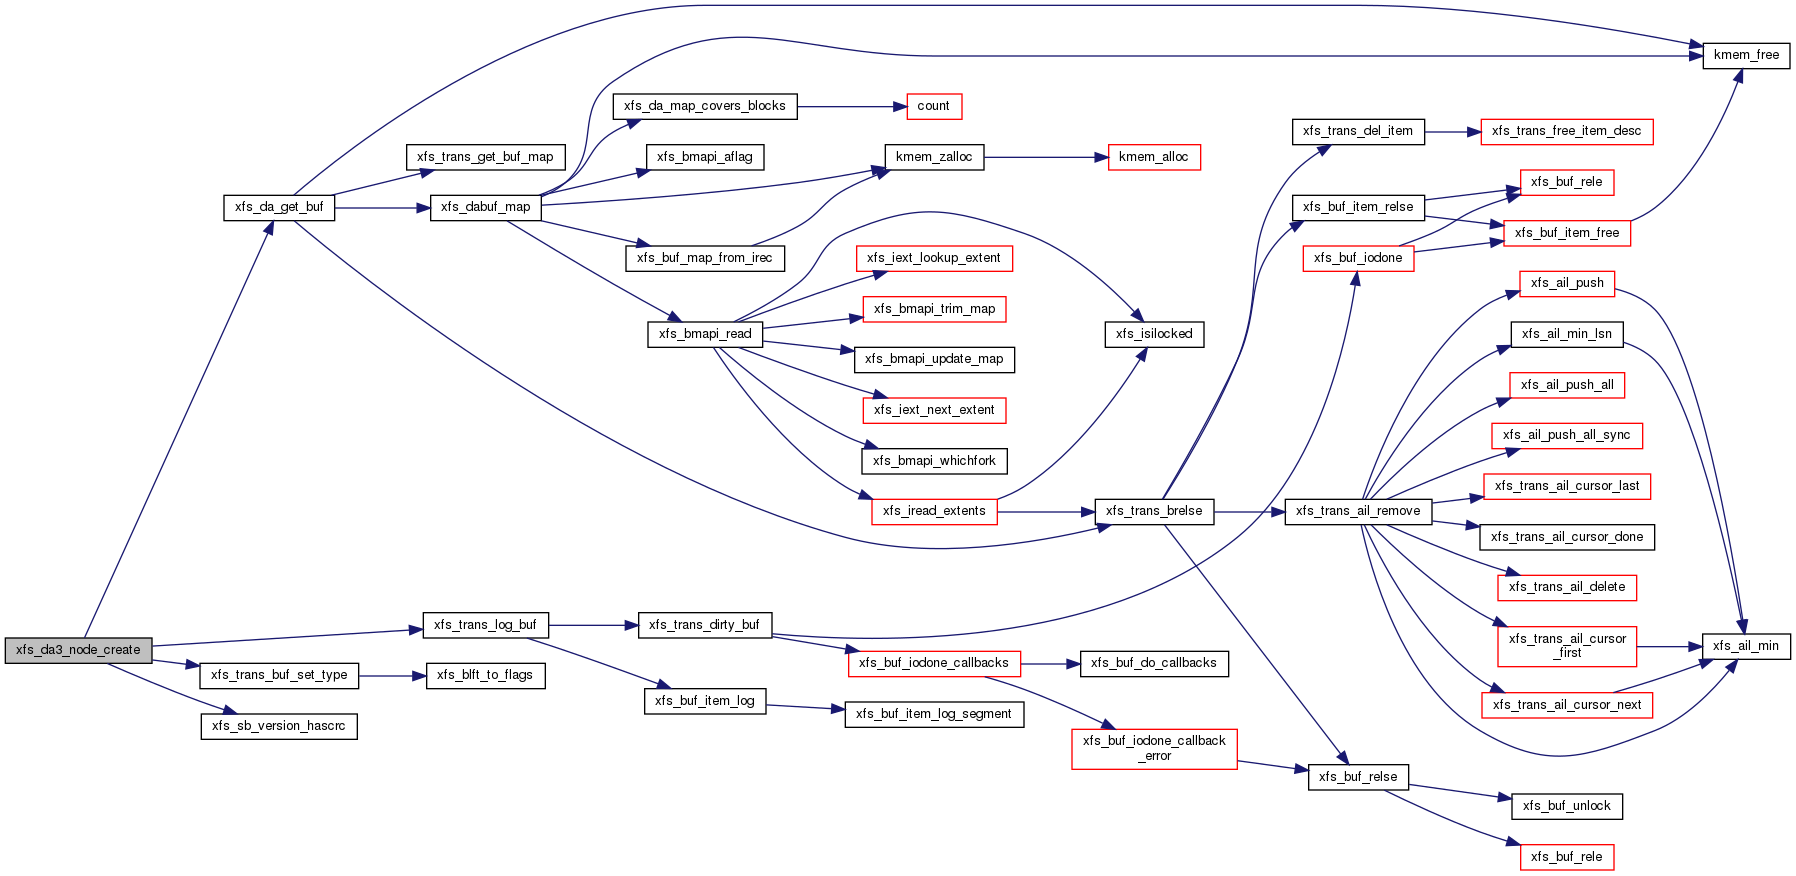 kmem_free
xfs_da_map_covers_blocks
count
xfs_trans_del_item
xfs_trans_free_item_desc
xfs_trans_get_buf_map
xfs_bmapi_aflag
kmem_zalloc
kmem_alloc
xfs_buf_rele
xfs_da_get_buf
xfs_dabuf_map
xfs_buf_item_relse
xfs_buf_item_free
xfs_buf_map_from_irec
xfs_iext_lookup_extent
xfs_buf_iodone
xfs_ail_push
xfs_bmapi_trim_map
xfs_bmapi_read
xfs_isilocked
xfs_ail_min_lsn
xfs_bmapi_update_map
xfs_ail_push_all
xfs_iext_next_extent
xfs_ail_push_all_sync
xfs_bmapi_whichfork
xfs_trans_ail_cursor_last
xfs_iread_extents
xfs_trans_brelse
xfs_trans_ail_remove
xfs_trans_ail_cursor_done
xfs_trans_ail_delete
xfs_trans_log_buf
xfs_trans_dirty_buf
xfs_trans_ail_cursor
_first
xfs_ail_min
xfs_da3_node_create
xfs_buf_iodone_callbacks
xfs_buf_do_callbacks
xfs_trans_buf_set_type
xfs_blft_to_flags
xfs_buf_item_log
xfs_trans_ail_cursor_next
xfs_buf_item_log_segment
xfs_sb_version_hascrc
xfs_buf_iodone_callback
_error
xfs_buf_relse
xfs_buf_unlock
xfs_buf_rele